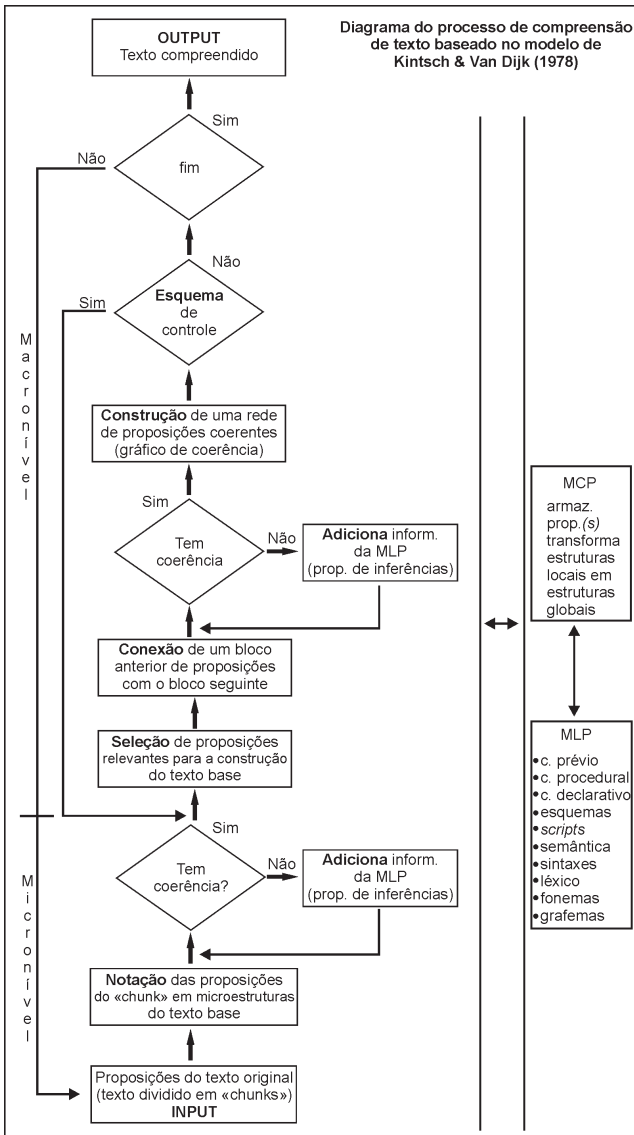 Diagrama do processo de compreensão
de texto baseado no modelo de
Kintsch & Van Dijk (1978)
OUTPUT
Texto compreendido
Sim
Não
fim
Não
Sim
Esquema
de
controle
Macronível
Construção de uma rede
de proposições coerentes
(gráfico de coerência)
Sim
Tem
coerência
Não
Adiciona inform.
da MLP
(prop. de inferências)
Conexão de um bloco
anterior de proposições
com o bloco seguinte
Seleção de proposições
relevantes para a construção
do texto base
Sim
Tem
coerência?
Não
Adiciona inform.
da MLP
(prop. de inferências)
Micronível
Notação das proposições
do «chunk» em microestruturas
do texto base
Proposições do texto original
(texto dividido em «chunks»)
INPUT
MCP
armaz.
prop.(s)
transforma
estruturas
locais em
estruturas
globais
MLP
• c. prévio
• c. procedural
• c. declarativo
• esquemas
• scripts
• semântica
• sintaxes
• léxico
• fonemas
• grafemas